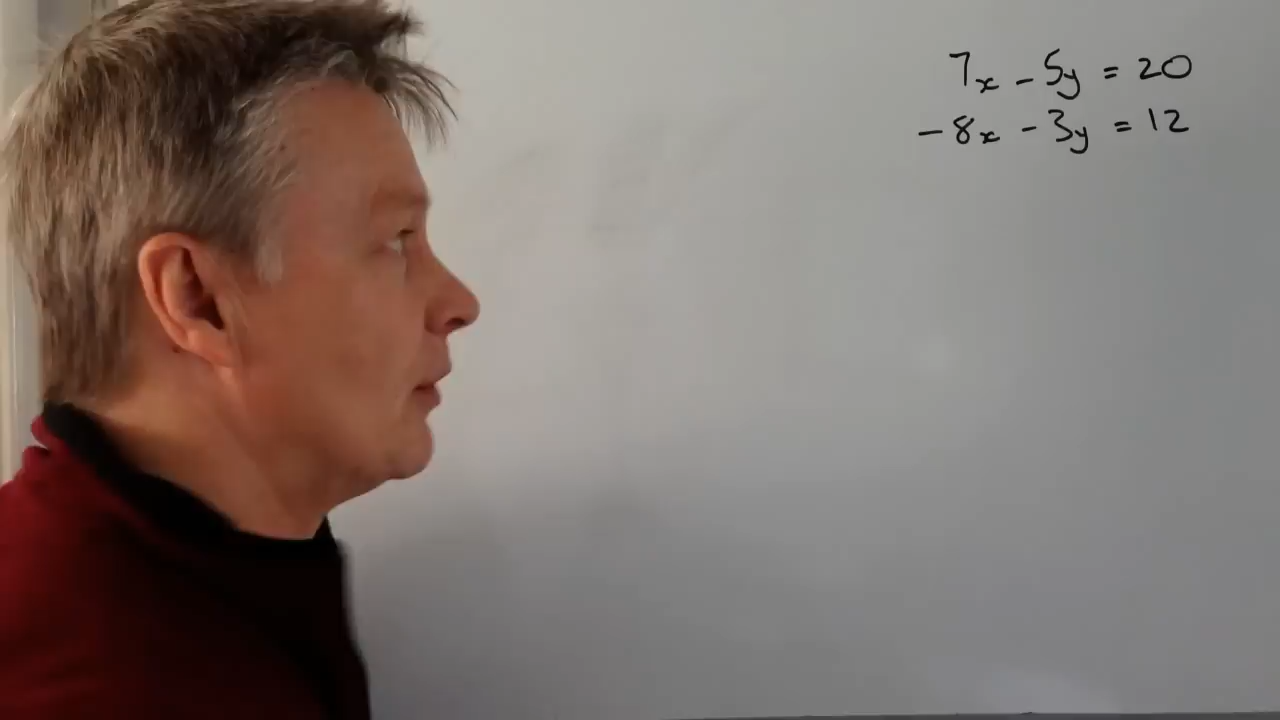 7x - 5y = 20
-8x - 3y = 12